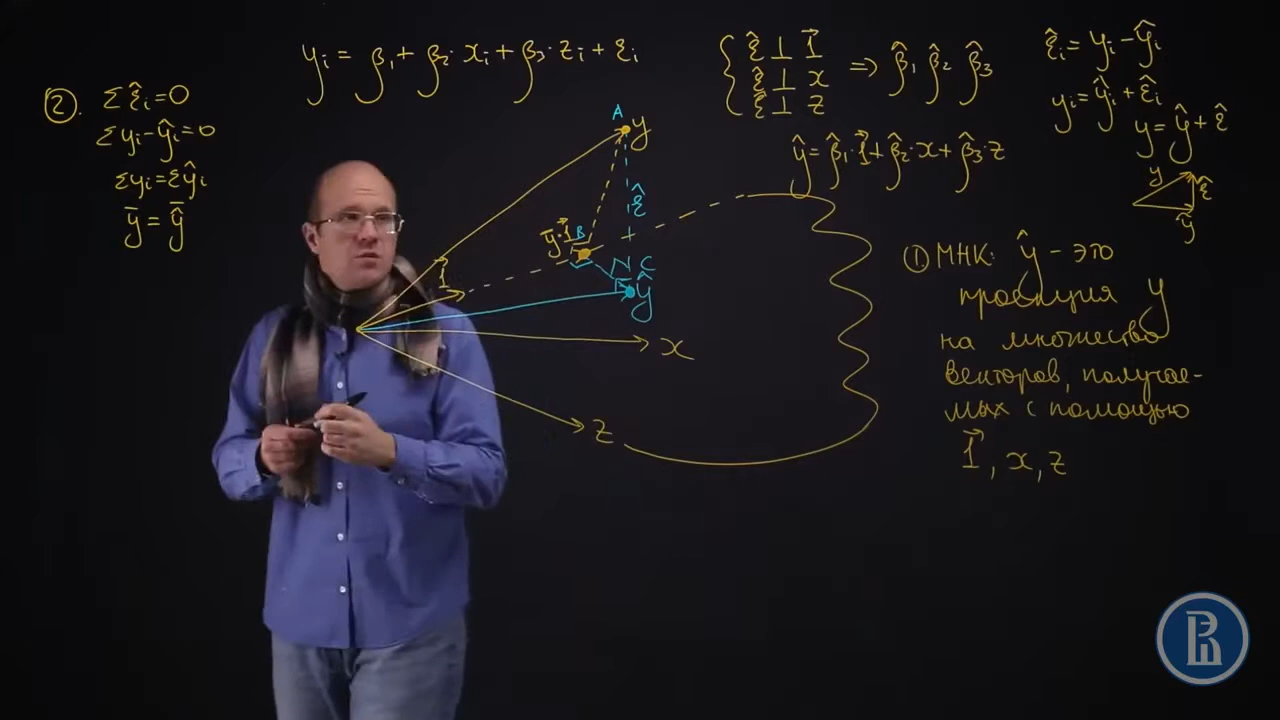 yᵢ = β₁ + β₂·xᵢ + β₃·zᵢ + εᵢ
②. Σε̂ᵢ=0
Σyᵢ-ŷᵢ=0
Σyᵢ=Σŷᵢ
ȳ = ŷ̄
{ ε̂ ⊥ 1⃗
ε̂ ⊥ x
ε̂ ⊥ z
⇒ β̂₁ β̂₂ β̂₃
ŷ = β̂₁·1⃗ + β̂₂·x + β̂₃·z
ε̂ᵢ = yᵢ - ŷᵢ
yᵢ = ŷᵢ + ε̂ᵢ
y = ŷ + ε̂
y
ε̂
ŷ
A
y
ε̂
ȳ·1⃗
B
C
ŷ
1⃗
x
z
① МНК: ŷ - это
проекция y
на множество
векторов, получае-
мых с помощью
1⃗, x, z